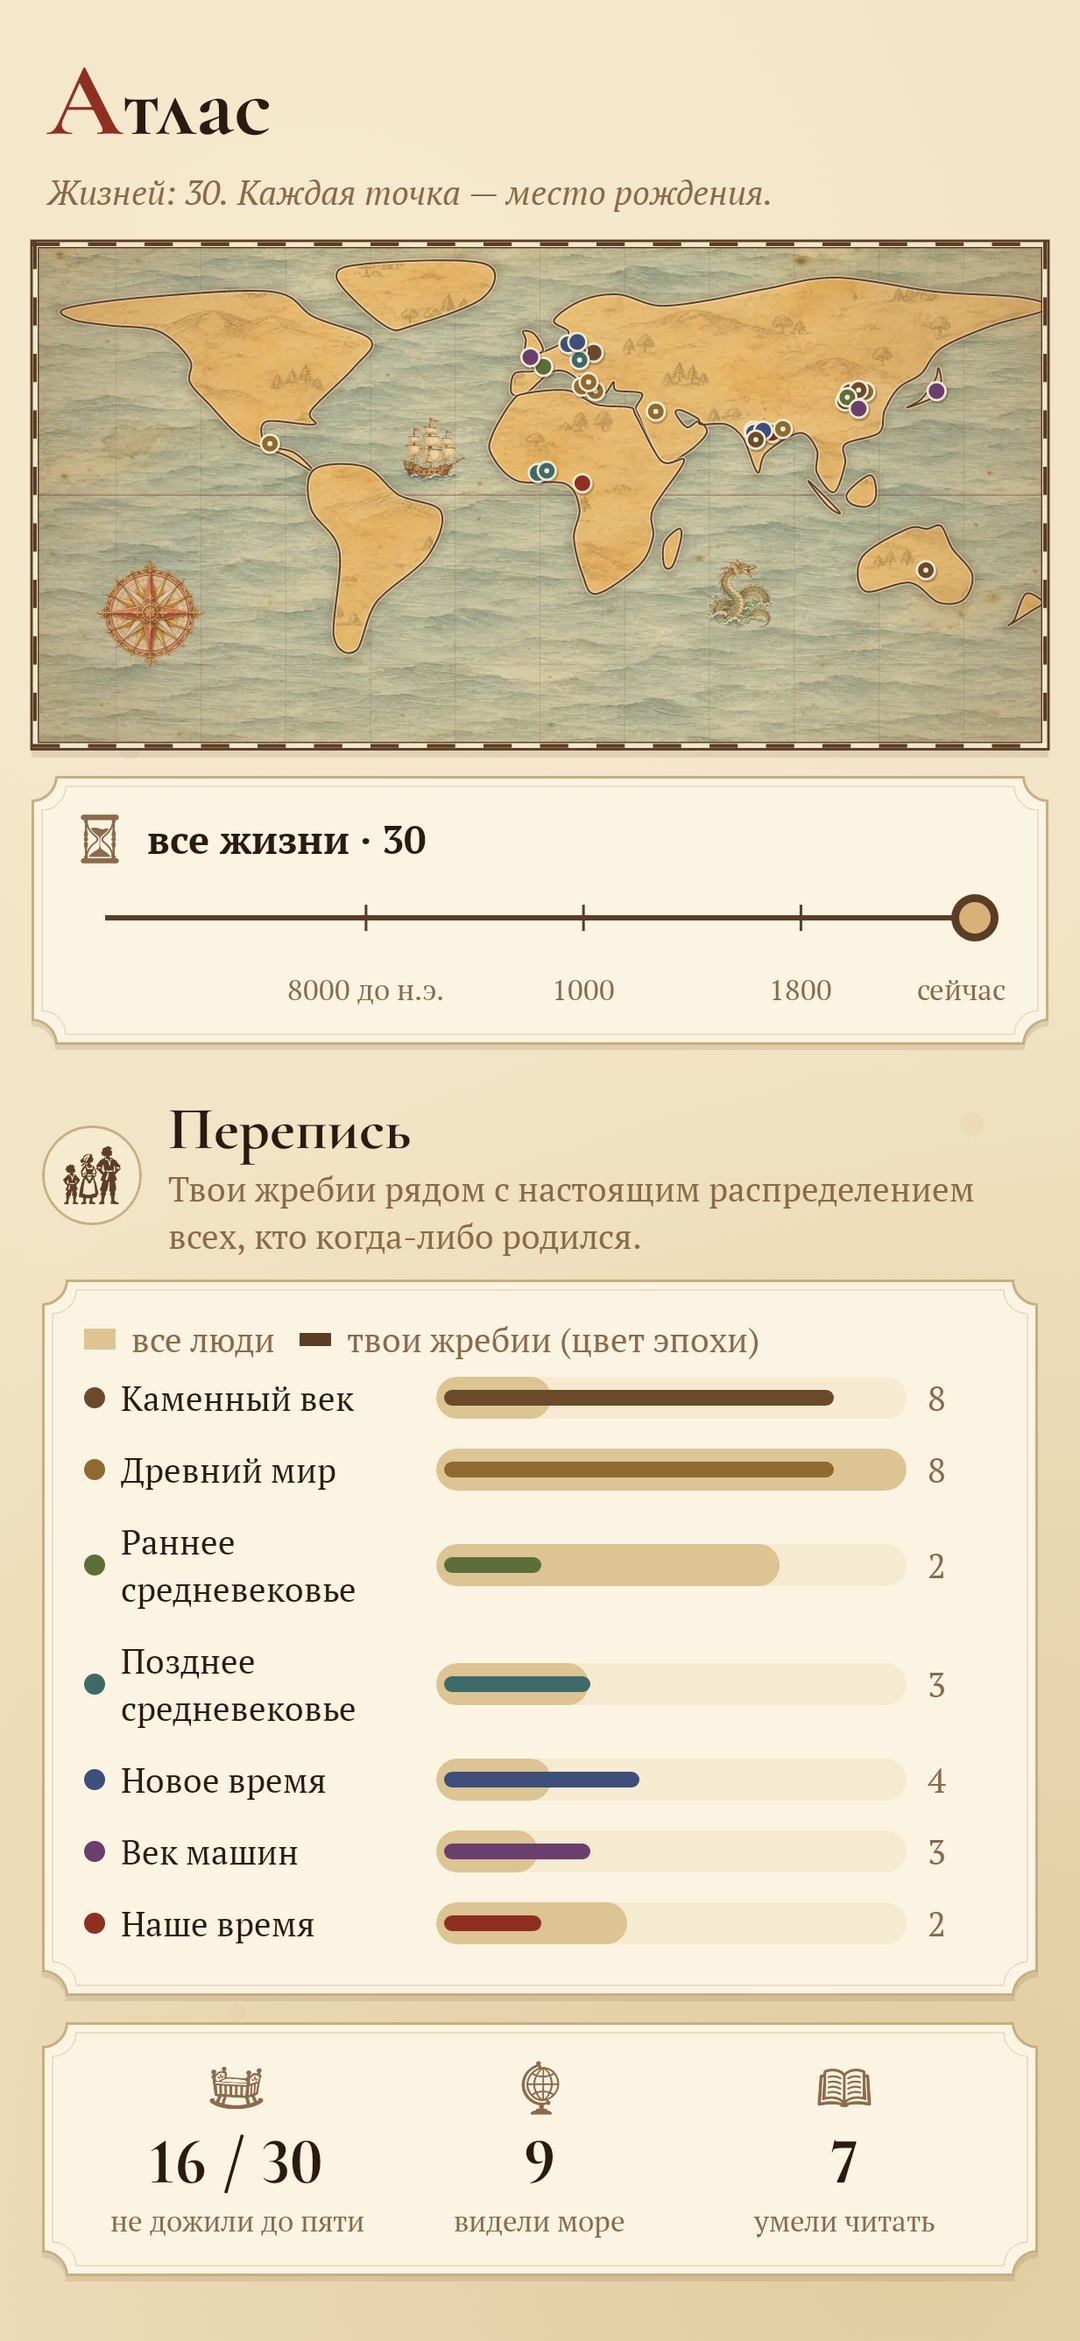 Атлас
Жизней: 30. Каждая точка — место рождения.
все жизни · 30
8000 до н.э. 1000 1800 сейчас
Перепись
Твои жребии рядом с настоящим распределением
всех, кто когда-либо родился.
все люди твои жребии (цвет эпохи)
Каменный век 8
Древний мир 8
Раннее
средневековье 2
Позднее
средневековье 3
Новое время 4
Век машин 3
Наше время 2
16 / 30 9 7
не дожили до пяти видели море умели читать